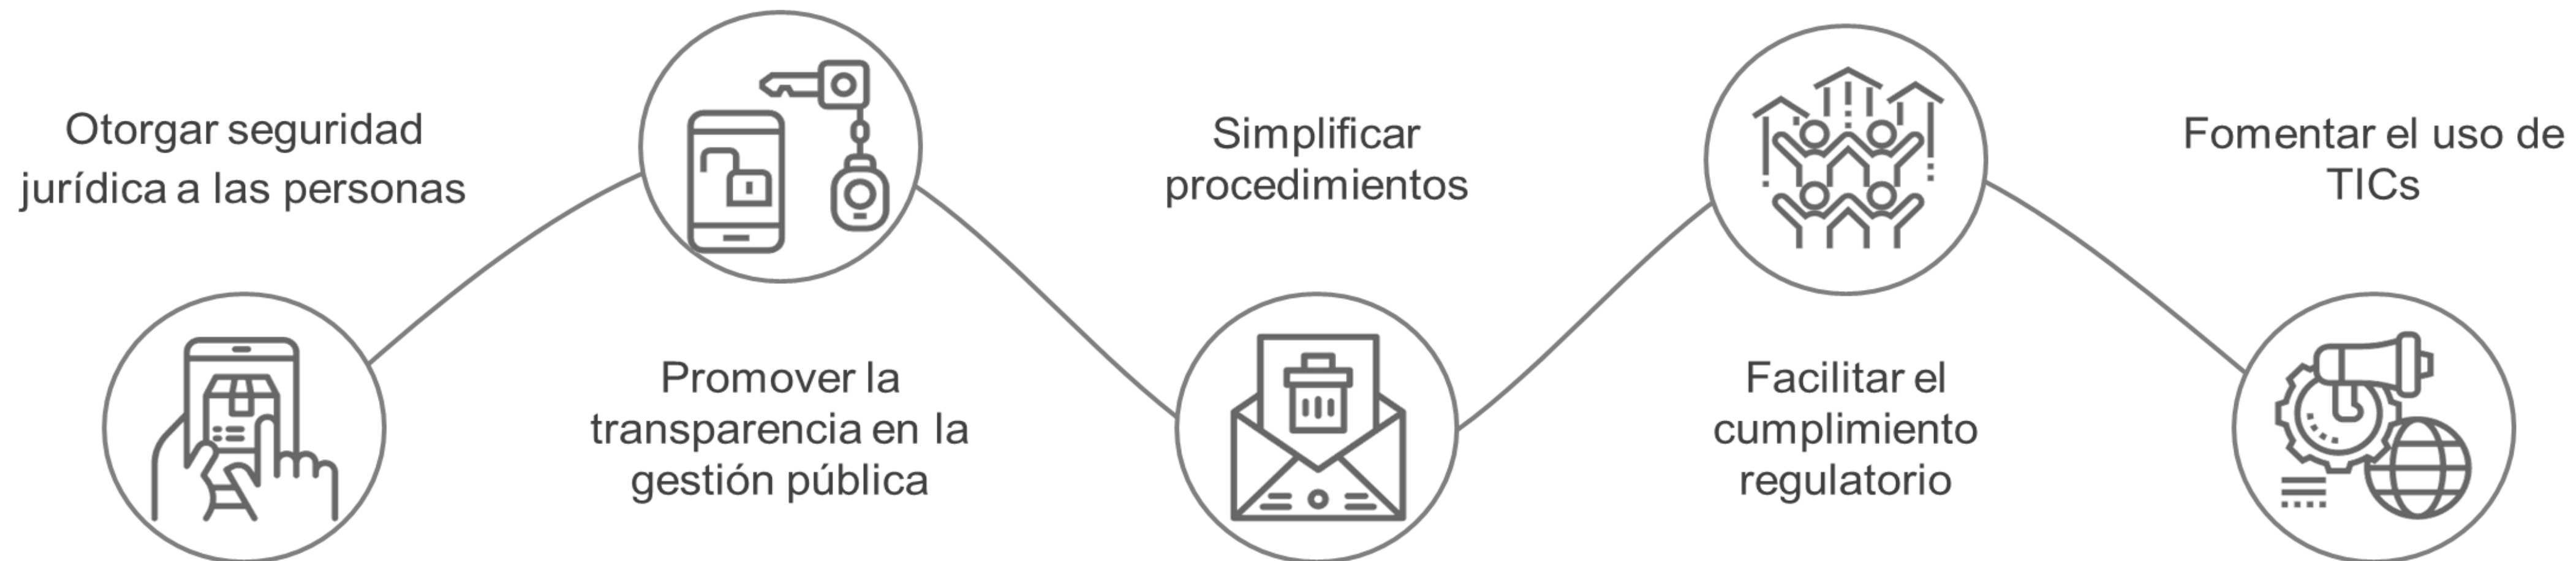 Otorgar seguridad
jurídica a las personas
Promover la
transparencia en la
gestión pública
Simplificar
procedimientos
Facilitar el
cumplimiento
regulatorio
Fomentar el uso de
TICs